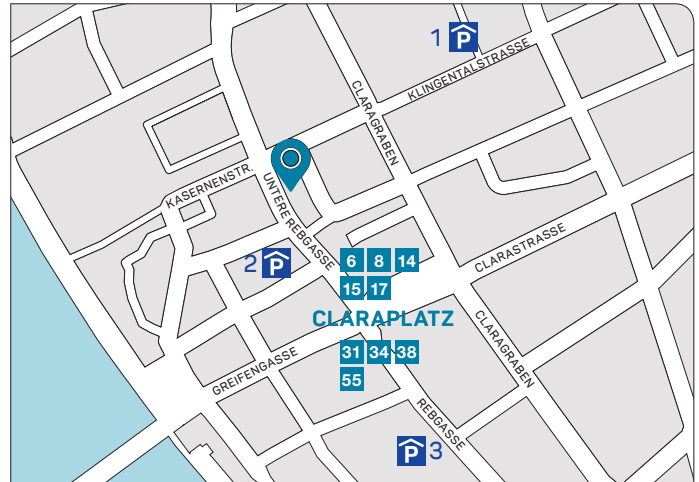 1 P
KLINGENTALSTRASSE
CLARAGRABEN
KASERNENSTR.
UNTERE REBGASSE
2 P
6 8 14
15 17
CLARASTRASSE
CLARAPLATZ
CLARAGRABEN
31 34 38
55
GREIFENGASSE
REBGASSE
P 3